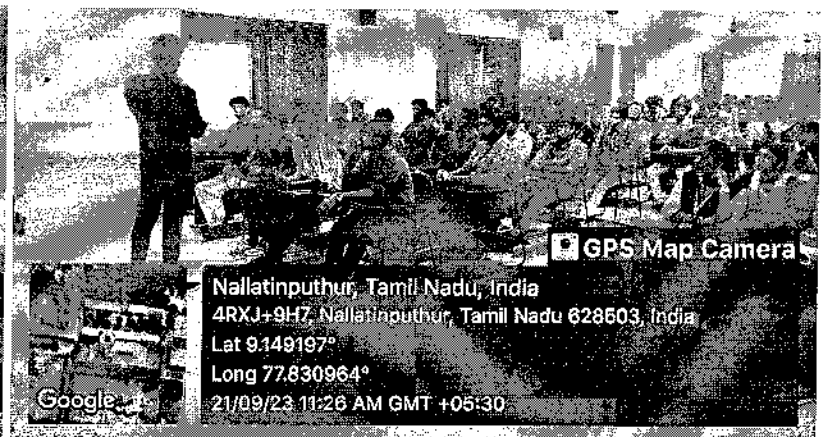 GPS Map Camera
Nallatinputhur, Tamil Nadu, India
4RXJ+9H7, Nallatinputhur, Tamil Nadu 628503, India
Lat 9.149197°
Long 77.830964°
21/09/23 11:26 AM GMT +05:30
Google